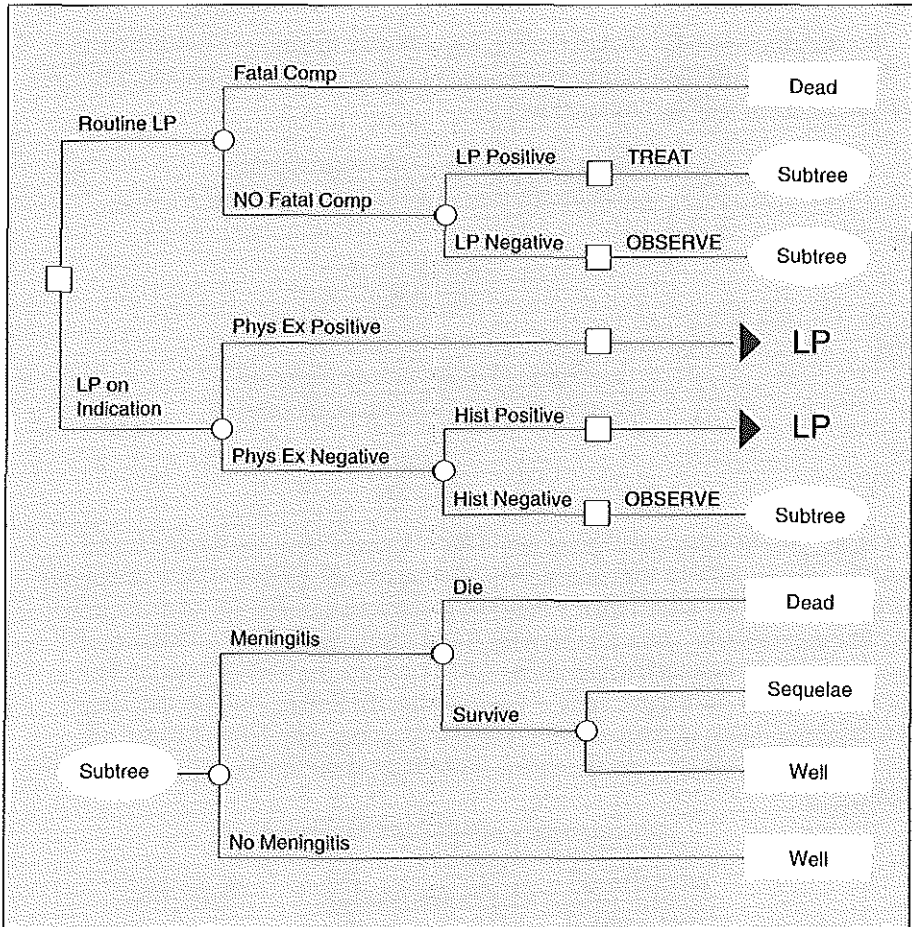 Fatal Comp
Dead
Routine LP
LP Positive
TREAT
Subtree
NO Fatal Comp
LP Negative
OBSERVE
Subtree
Phys Ex Positive
LP
LP on
Indication
Hist Positive
LP
Phys Ex Negative
Hist Negative
OBSERVE
Subtree
Die
Dead
Meningitis
Sequelae
Survive
Subtree
Well
No Meningitis
Well